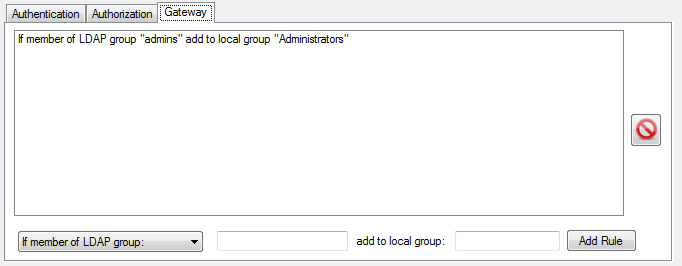 Authentication Authorization Gateway
If member of LDAP group "admins" add to local group "Administrators"
If member of LDAP group: add to local group: Add Rule